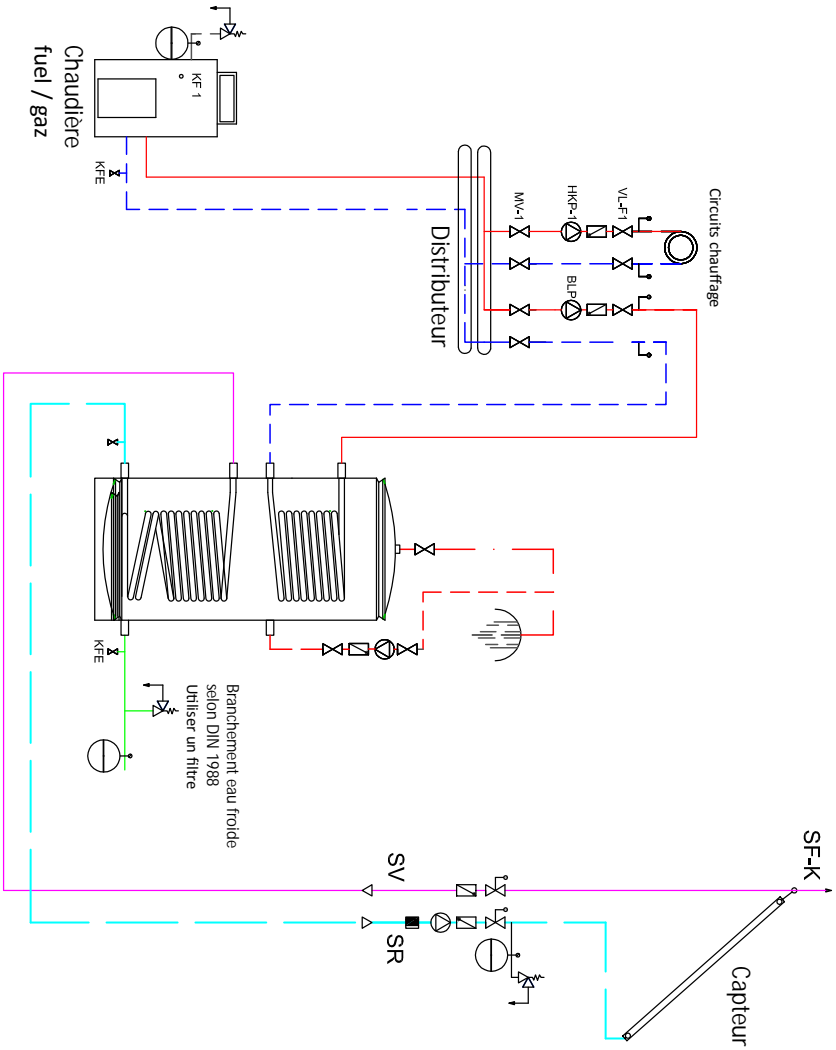 Chaudière
fuel / gaz
KF 1
KFE
Distributeur
MV-1
HKP-1
VL-F1
Circuits chauffage
BLP
KFE
Branchement eau froide
selon DIN 1988
Utiliser un filtre
SV
SR
SF-K
Capteur